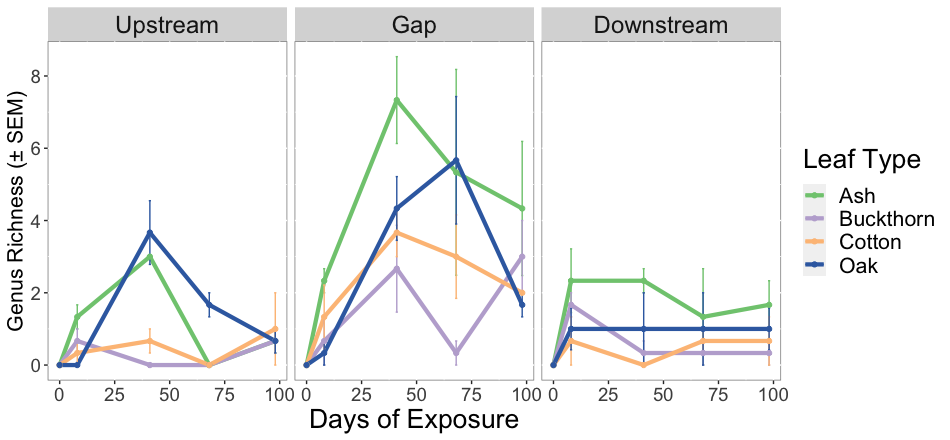 Upstream
Gap
Downstream
Genus Richness (± SEM)
8
6
4
2
0
0 25 50 75 100
0 25 50 75 100
0 25 50 75 100
Days of Exposure
Leaf Type
Ash
Buckthorn
Cotton
Oak